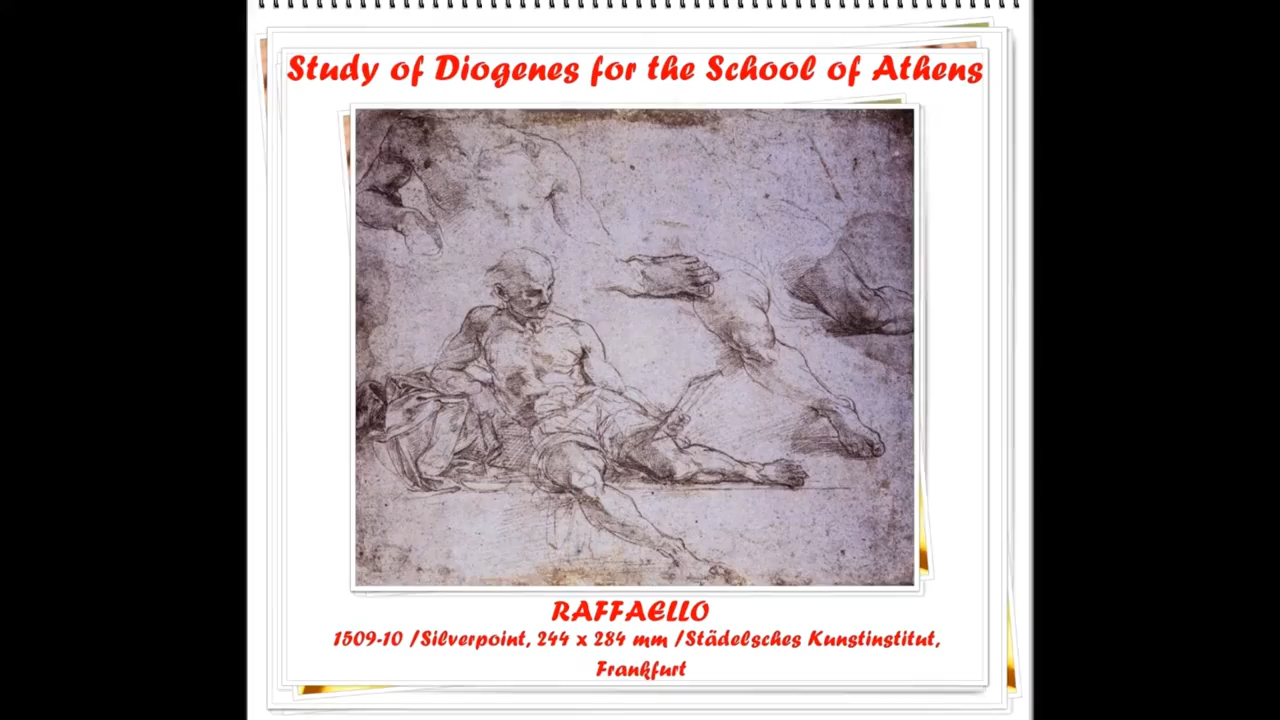 Study of Diogenes for the School of Athens
RAFFAELLO
1509-10 /Silverpoint, 244 x 284 mm /Städelsches Kunstinstitut,
Frankfurt